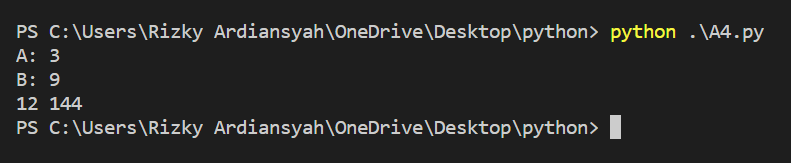 PS C:\Users\Rizky Ardiansyah\OneDrive\Desktop\python> python .\A4.py
A: 3
B: 9
12 144
PS C:\Users\Rizky Ardiansyah\OneDrive\Desktop\python>